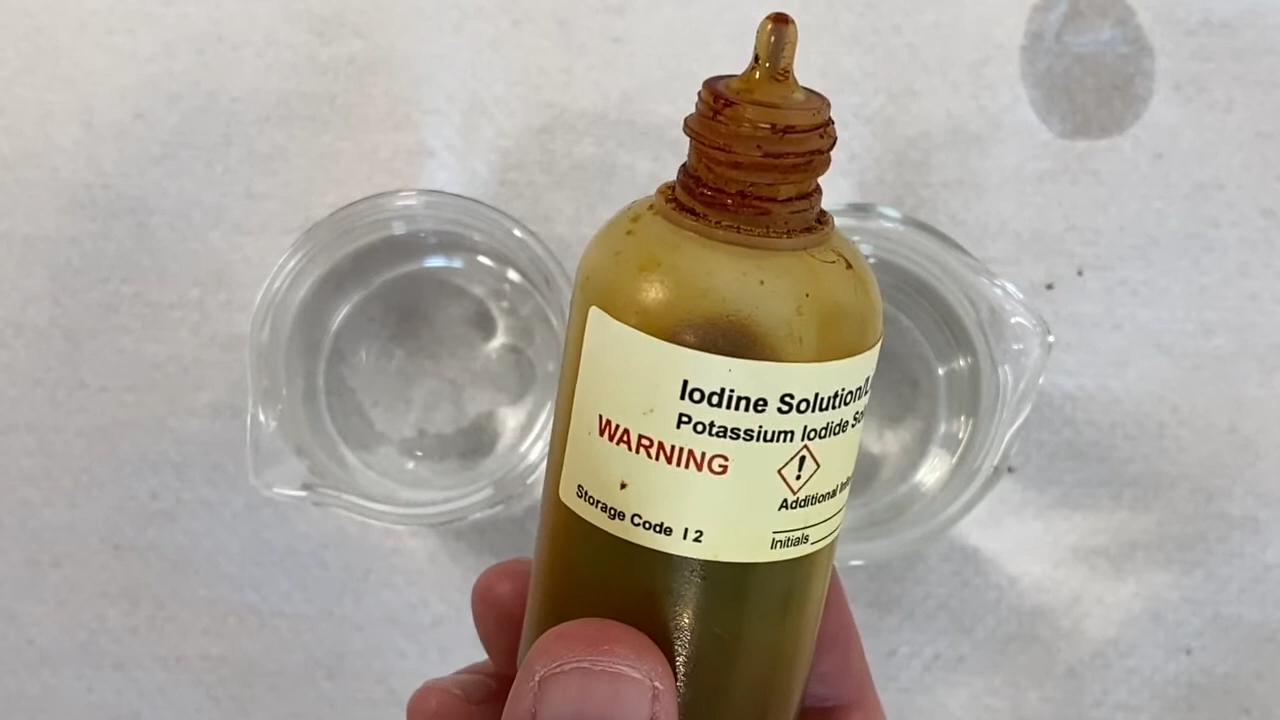 Iodine Solution/
Potassium Iodide
WARNING
!
Additional
Storage Code I 2
Initials